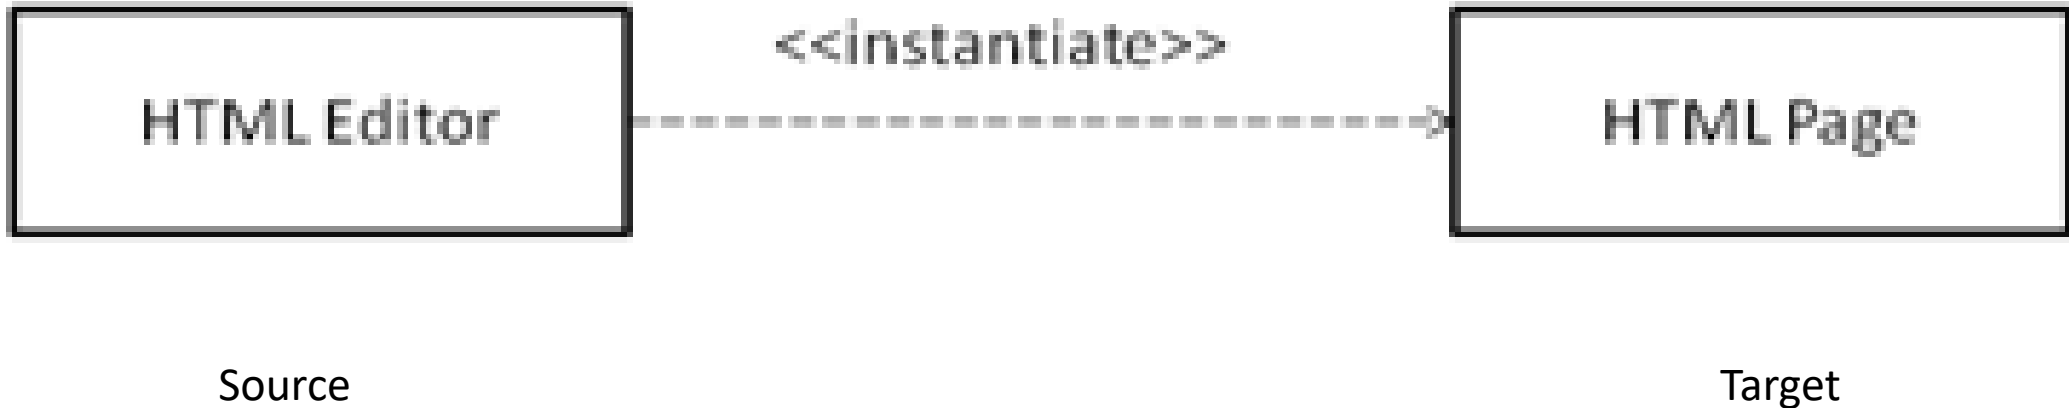 <<instantiate>>
HTML Editor
HTML Page
Source
Target